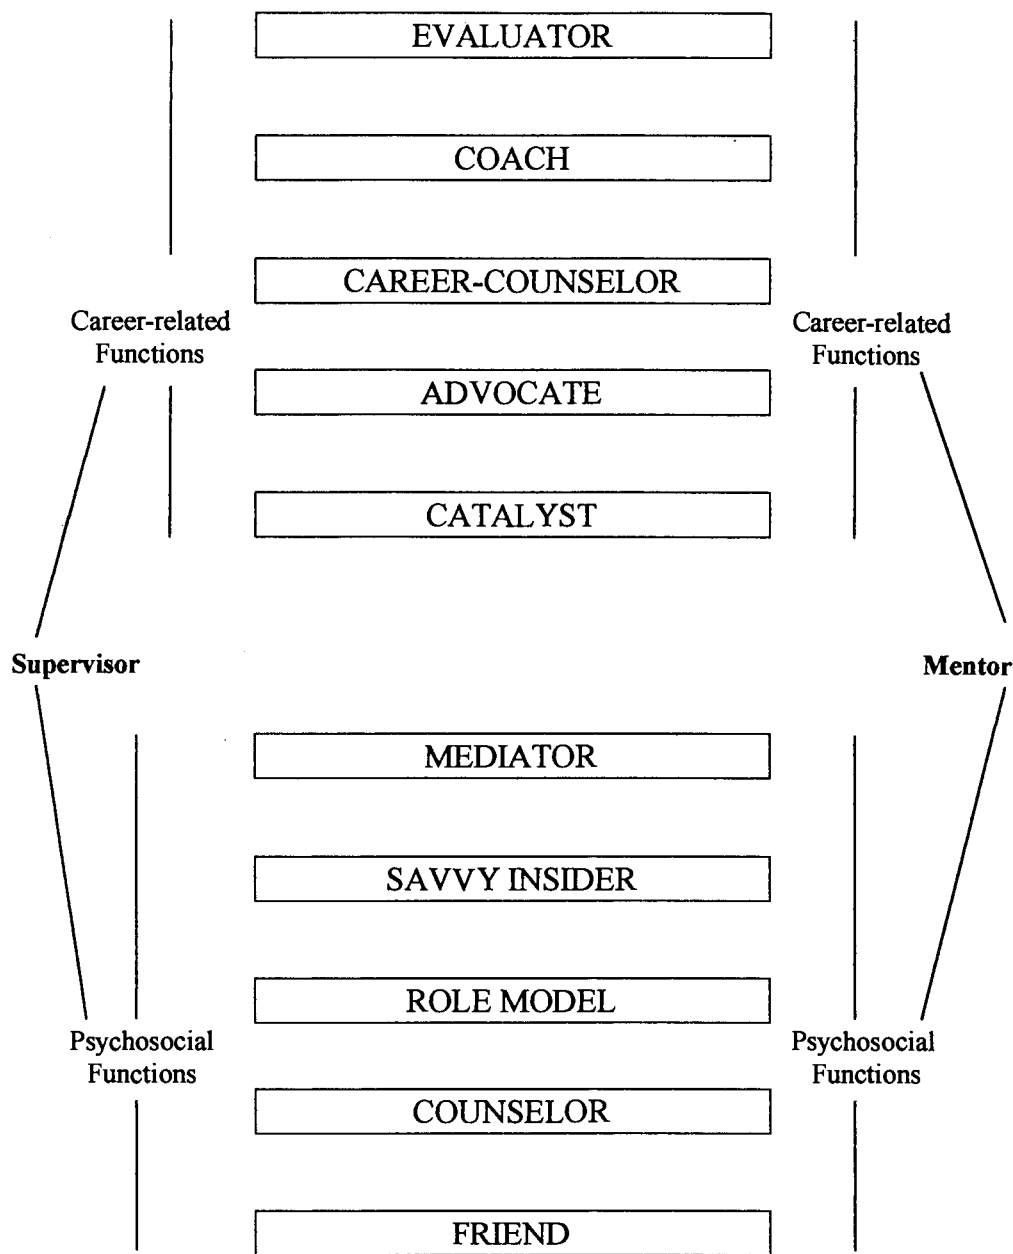 EVALUATOR
COACH
CAREER-COUNSELOR
Career-related
Functions
Career-related
Functions
ADVOCATE
CATALYST
Supervisor
Mentor
MEDIATOR
SAVVY INSIDER
ROLE MODEL
Psychosocial
Functions
Psychosocial
Functions
COUNSELOR
FRIEND